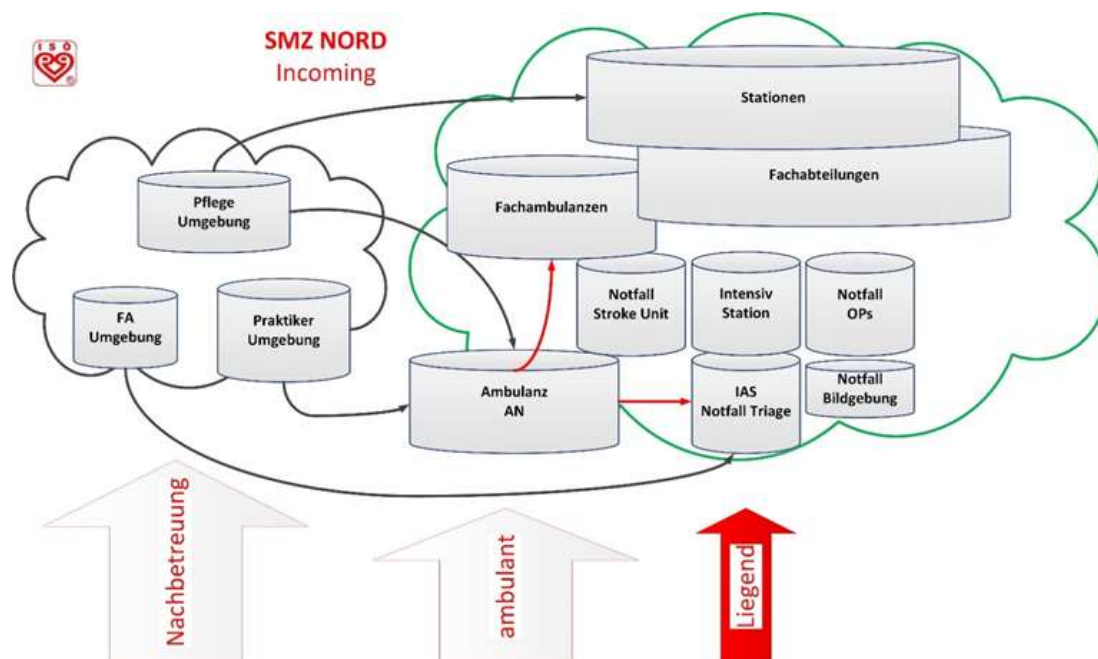 ISÖ
SMZ NORD
Incoming
Stationen
Fachabteilungen
Fachambulanzen
Pflege
Umgebung
FA
Umgebung
Praktiker
Umgebung
Notfall
Stroke Unit
Intensiv
Station
Notfall
OPs
Ambulanz
AN
IAS
Notfall Triage
Notfall
Bildgebung
Nachbetreuung
ambulant
Liegend